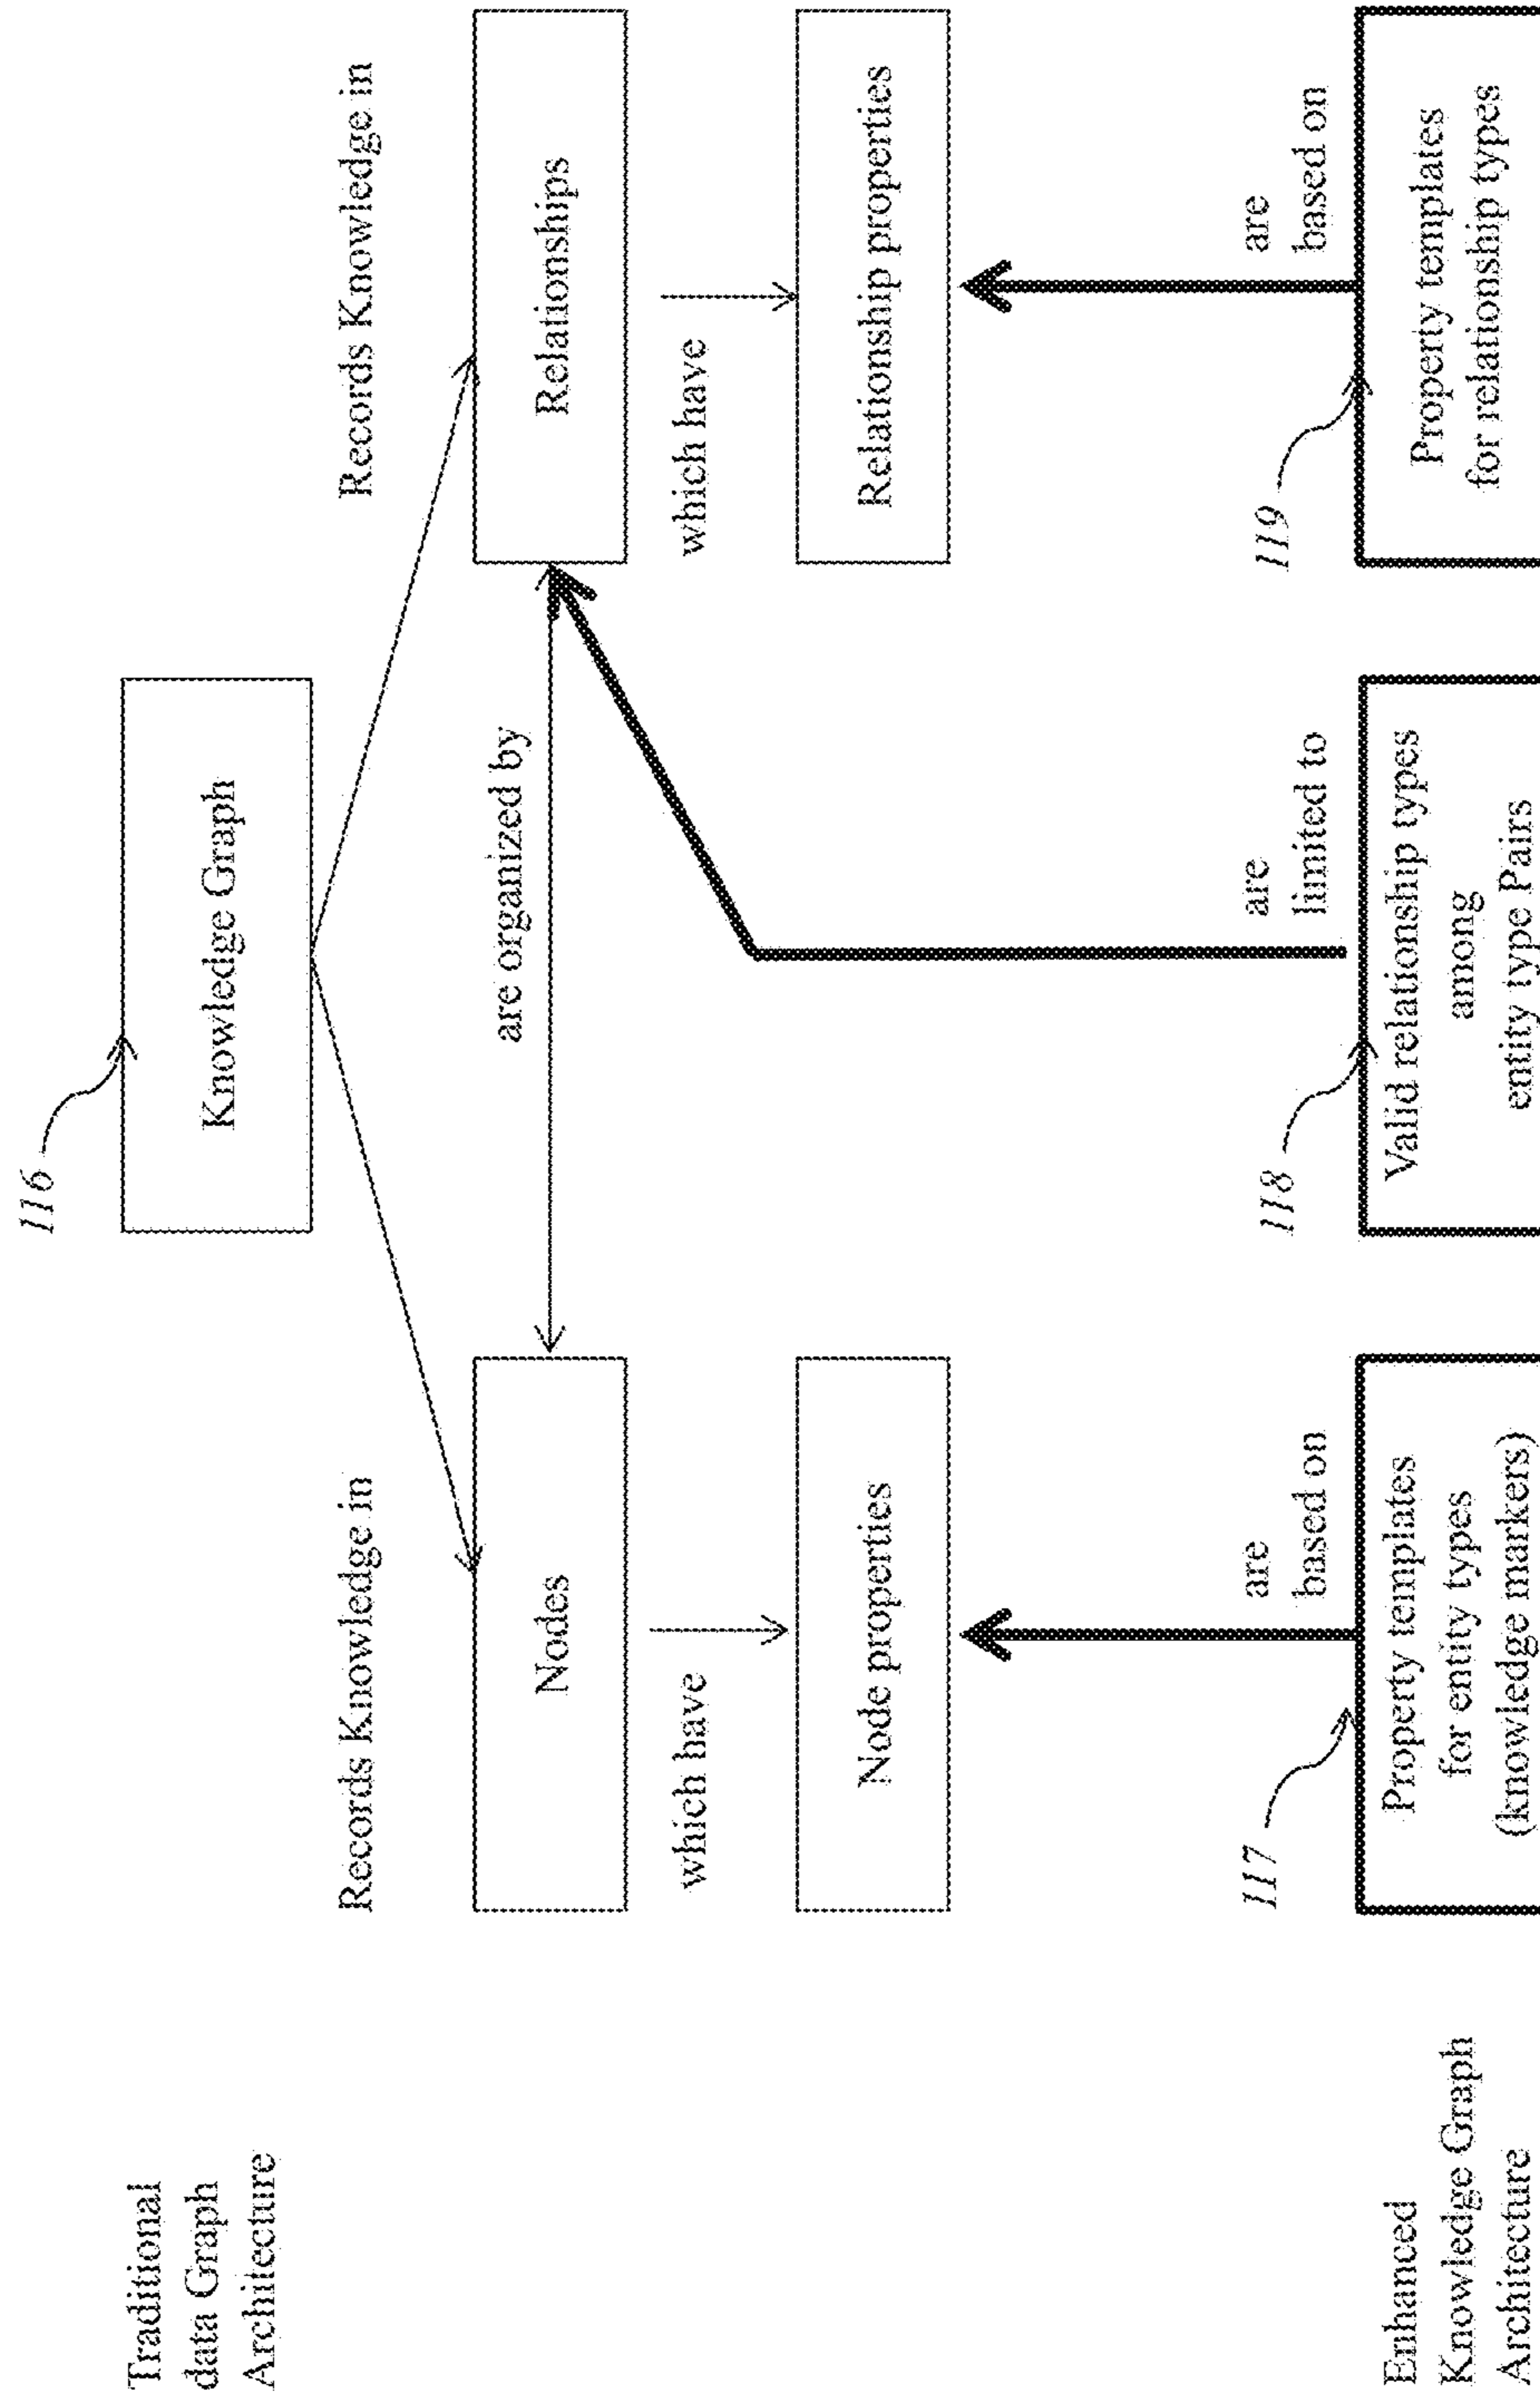 Traditional
data Graph
Architecture
116
Knowledge Graph
Records Knowledge in
Records Knowledge in
Nodes
are organized by
Relationships
which have
which have
Node properties
Relationship properties
117
are
based on
118
are
limited to
119
are
based on
Enhanced
Knowledge Graph
Architecture
Property templates
for entity types
(knowledge markers)
Valid relationship types
among
entity type Pairs
Property templates
for relationship types